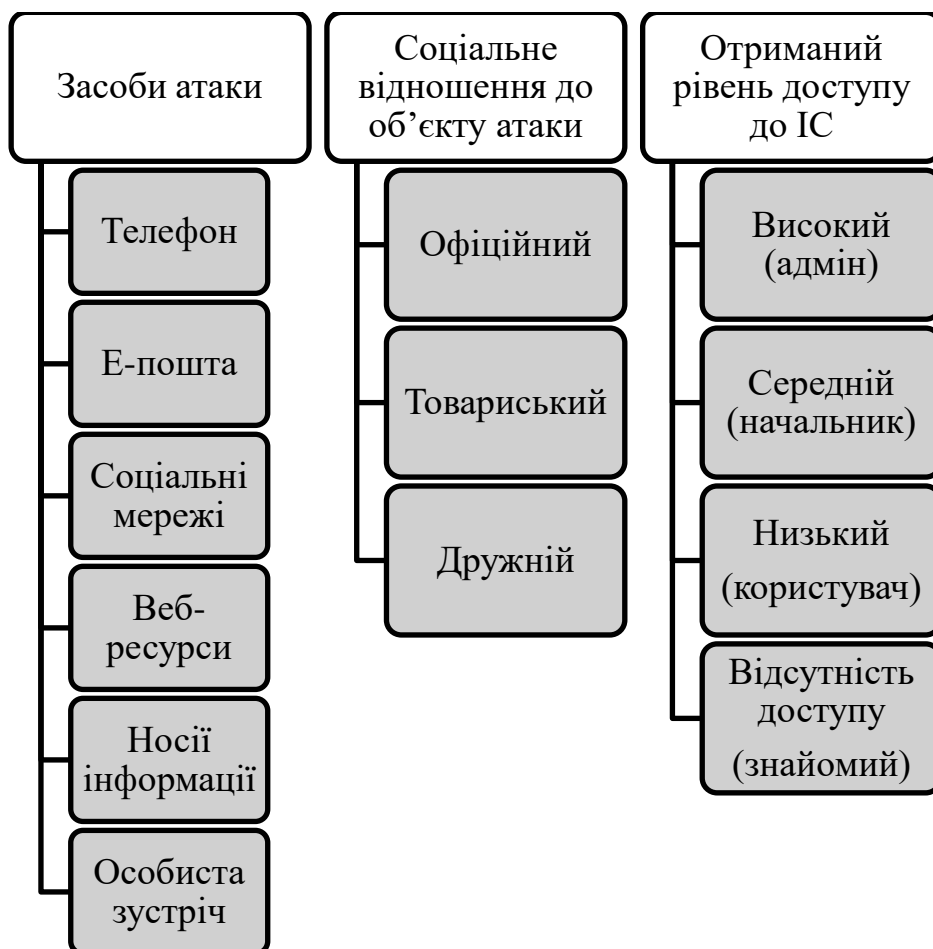 Засоби атаки
Телефон
Е-пошта
Соціальні
мережі
Веб-
ресурси
Носії
інформації
Особиста
зустріч
Соціальне
відношення до
об’єкту атаки
Офіційний
Товариський
Дружній
Отриманий
рівень доступу
до ІС
Високий
(адмін)
Середній
(начальник)
Низький
(користувач)
Відсутність
доступу
(знайомий)